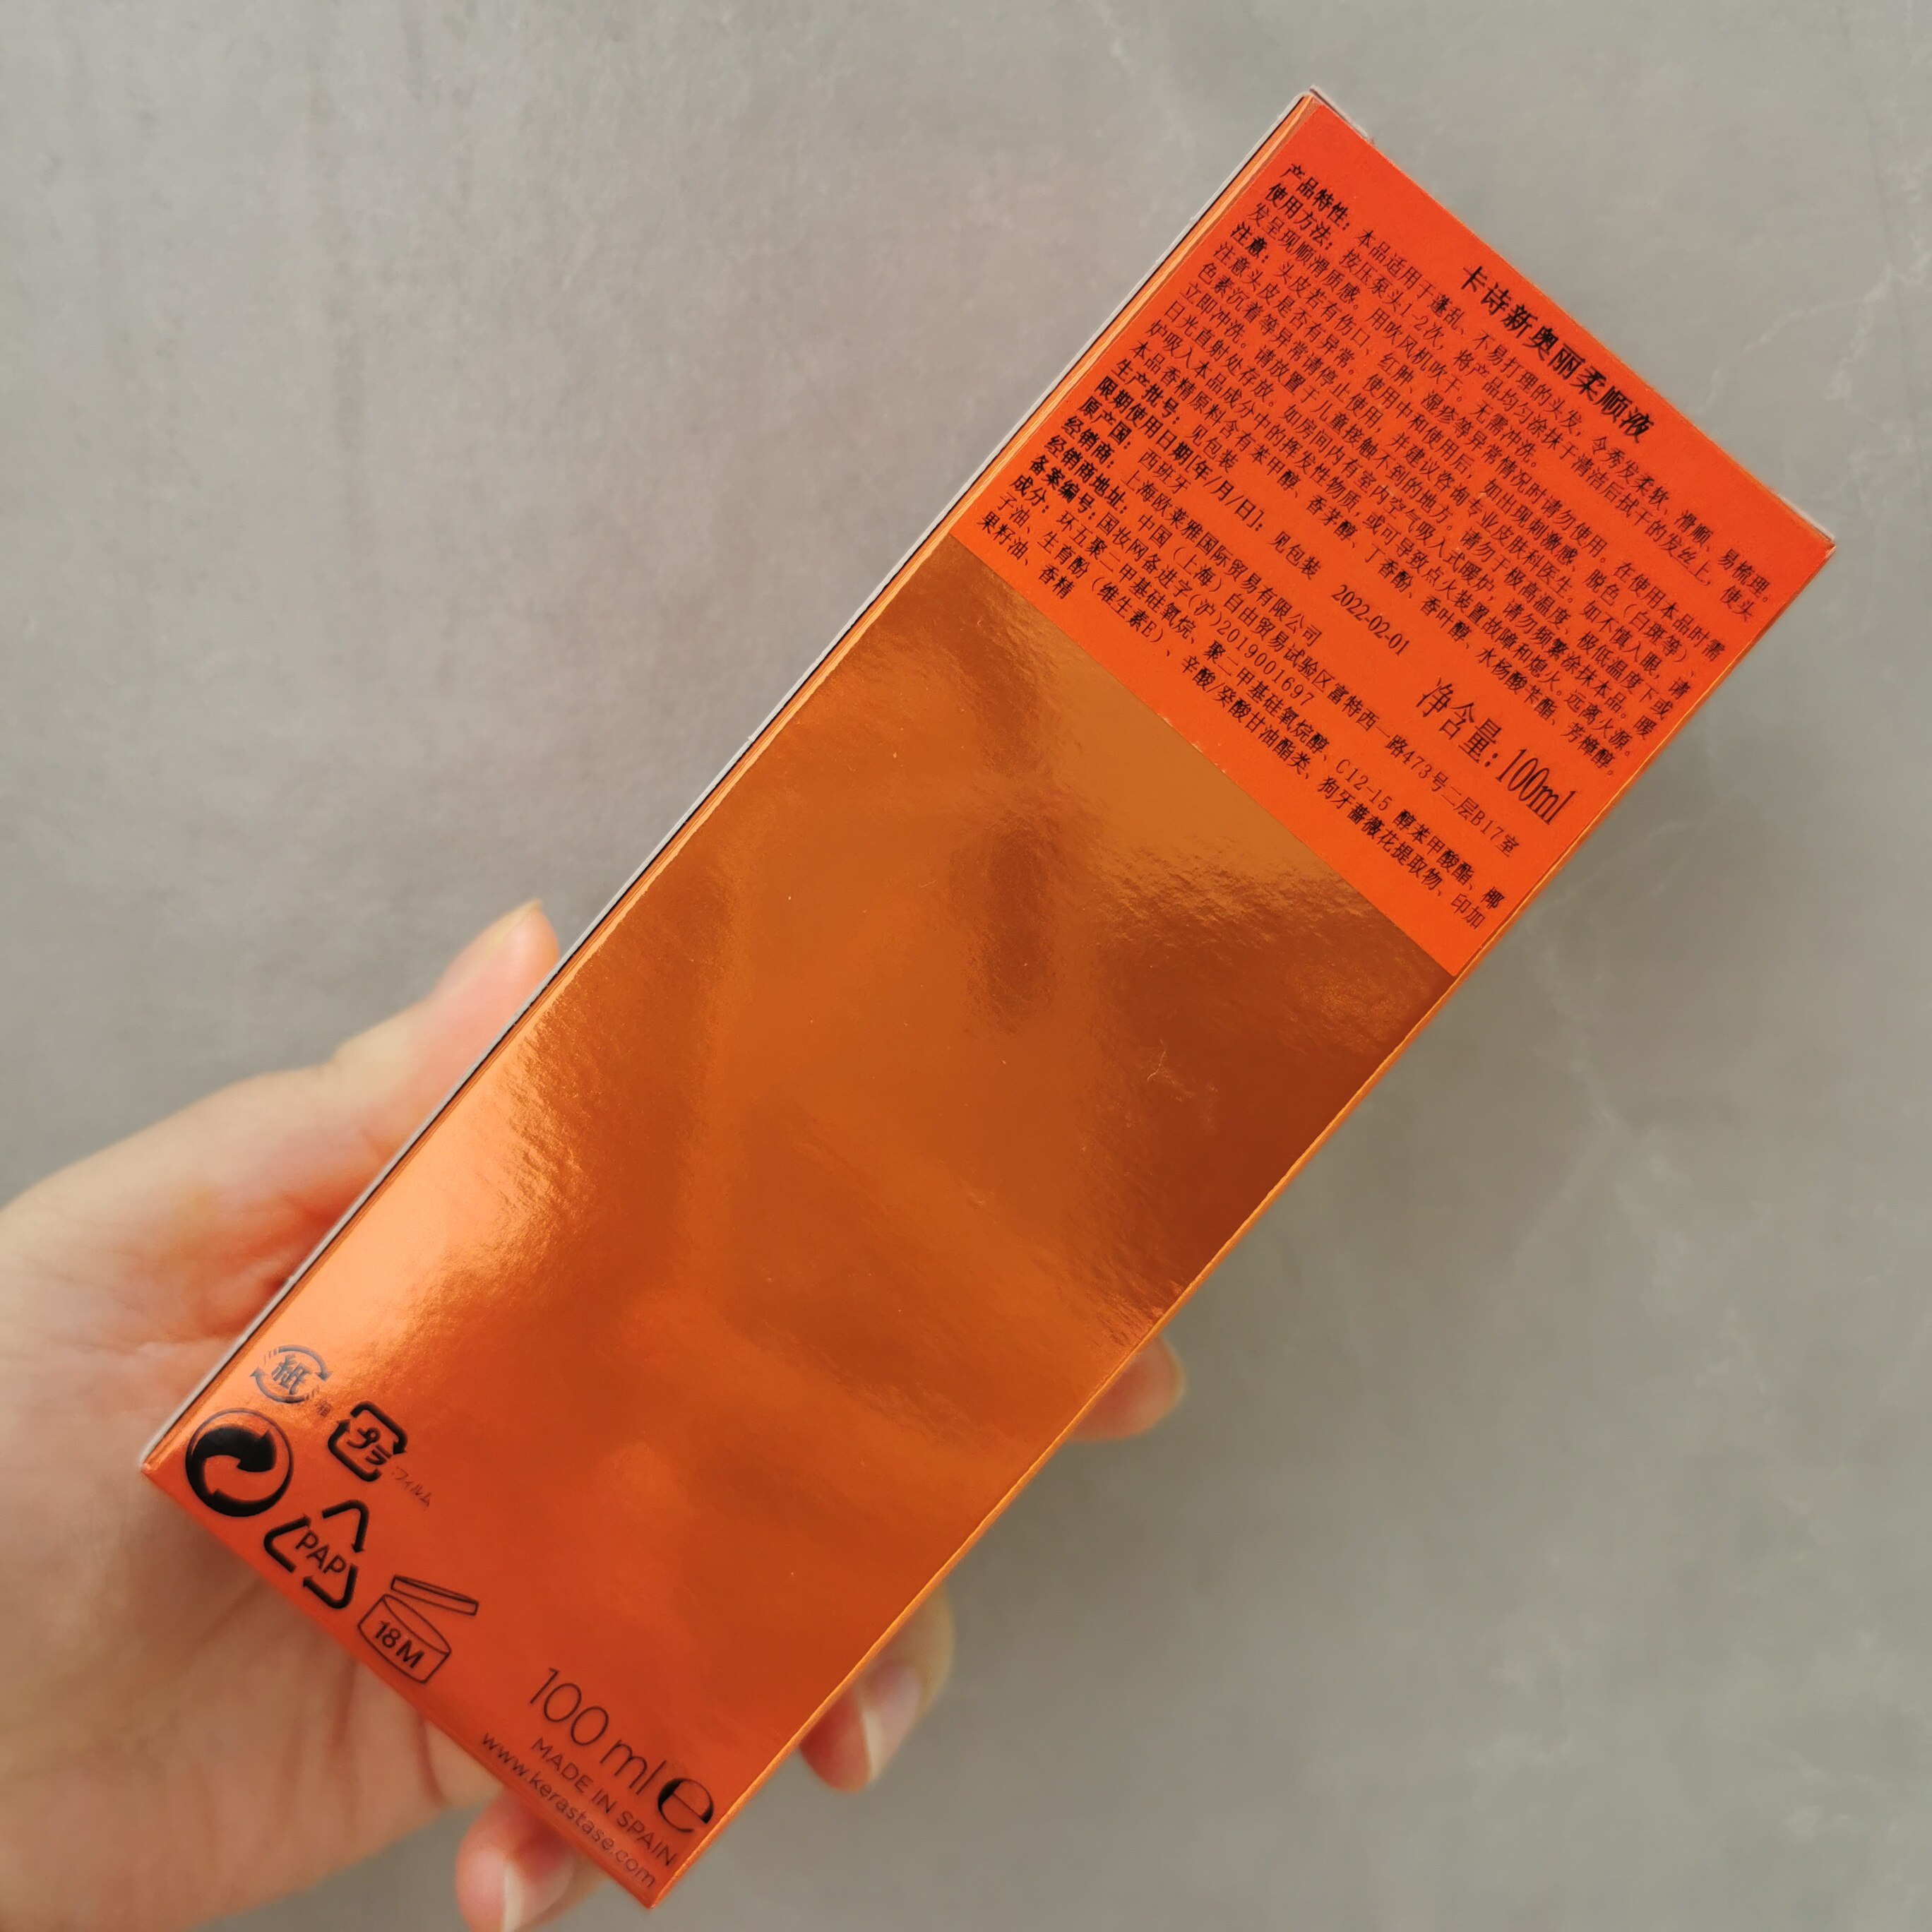 卡诗新奥丽柔顺液
产品特性: 本品适用于蓬乱、不易打理的头发，令秀发柔软、滑顺、易梳理。
使用方法: 按压泵头1-2次，将产品均匀涂抹于清洁后拭干的发丝上，使头
发呈现顺滑质感。用吹风机吹干。无需冲洗。
注意: 头皮若有伤口、红肿、湿疹等异常情况时请勿使用。在使用本品时需
注意头皮是否有异常。使用中和使用后，如出现刺激感、脱色（白斑等）、
色素沉着等异常请停止使用，并建议咨询专业皮肤科医生。如不慎入眼，请
立即冲洗。请放置于儿童接触不到的地方。请勿于极高温度、极低温度下或
日光直射处存放。如房间内有室内空气吸入式暖炉，请勿频繁涂抹本品。暖
炉吸入本品成分中的挥发性物质，或可导致点火装置故障和熄火。远离火源。
本品香精原料含有苯甲醇、香茅醇、丁香酚、香叶醇、水杨酸苄酯、芳樟醇。
生产批号: 见包装
限期使用日期[年/月/日]: 见包装 2022-02-01
原产国: 西班牙
净含量: 100ml
经销商: 上海欧莱雅国际贸易有限公司
经销商地址: 中国（上海）自由贸易试验区富特西一路473号二层B17室
备案编号: 国妆网备进字(沪)2019001697
成分: 环五聚二甲基硅氧烷、聚二甲基硅氧烷醇、C12-15 醇苯甲酸酯、椰
子油、生育酚（维生素E）、辛酸/癸酸甘油酯类、狗牙蔷薇花提取物、印加
果籽油、香精
紙
箱
プラ
フィルム
PAP
18M
100 ml e
MADE IN SPAIN
www.kerastase.com